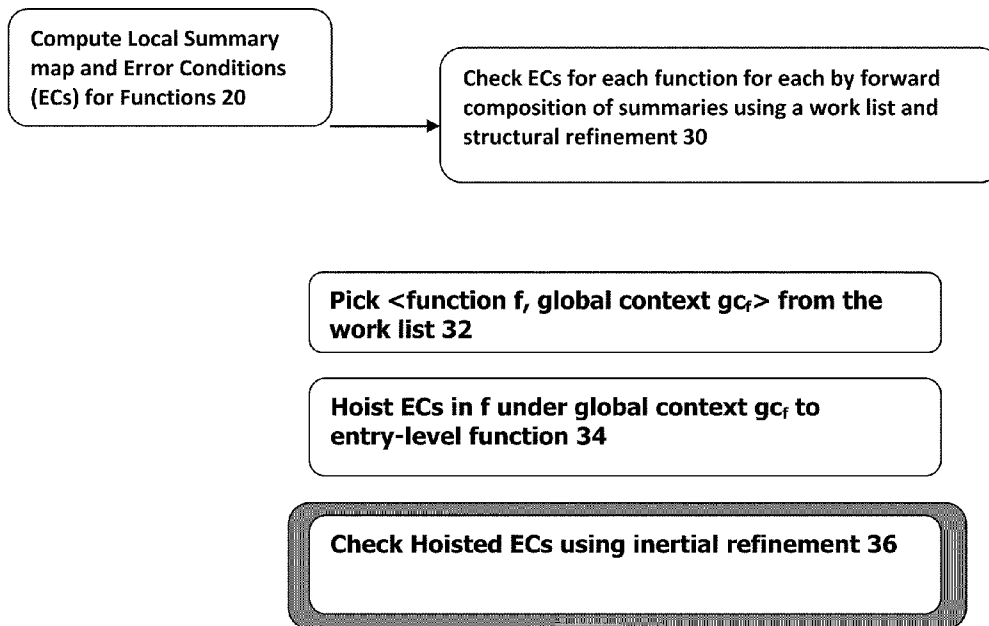 Compute Local Summary
map and Error Conditions
(ECs) for Functions 20
Check ECs for each function for each by forward
composition of summaries using a work list and
structural refinement 30
Pick <function f, global context gcf> from the
work list 32
Hoist ECs in f under global context gcf to
entry-level function 34
Check Hoisted ECs using inertial refinement 36